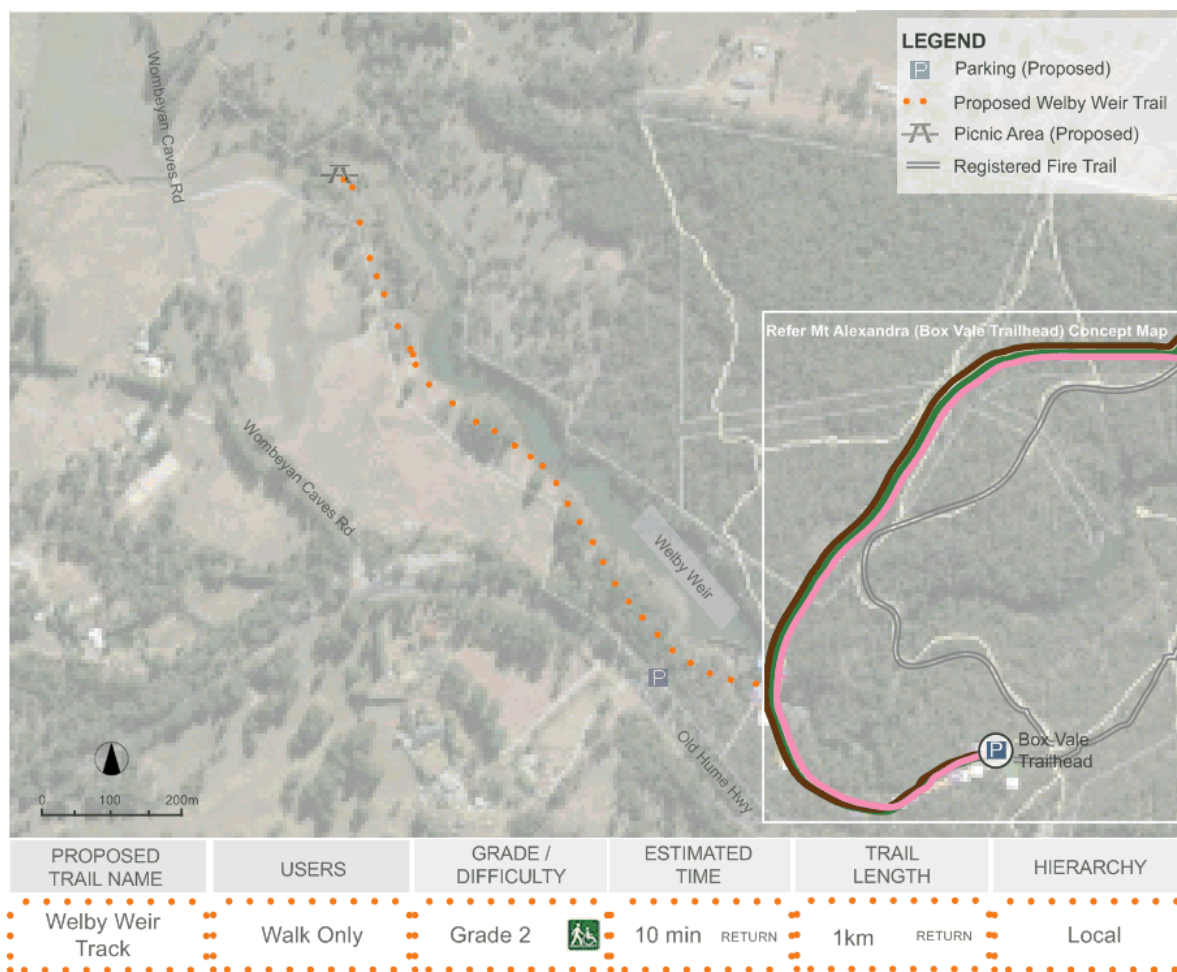 LEGEND
P Parking (Proposed)
Proposed Welby Weir Trail
Picnic Area (Proposed)
Registered Fire Trail
Wombeyan Caves Rd
Refer Mt Alexandra (Box Vale Trailhead) Concept Map
Wombeyan Caves Rd
Welby Weir
P
Old Hume Hwy
P
Box Vale
Trailhead
0 100 200m
PROPOSED
TRAIL NAME
USERS
GRADE /
DIFFICULTY
ESTIMATED
TIME
TRAIL
LENGTH
HIERARCHY
Welby Weir
Track
Walk Only
Grade 2
10 min RETURN
1km RETURN
Local